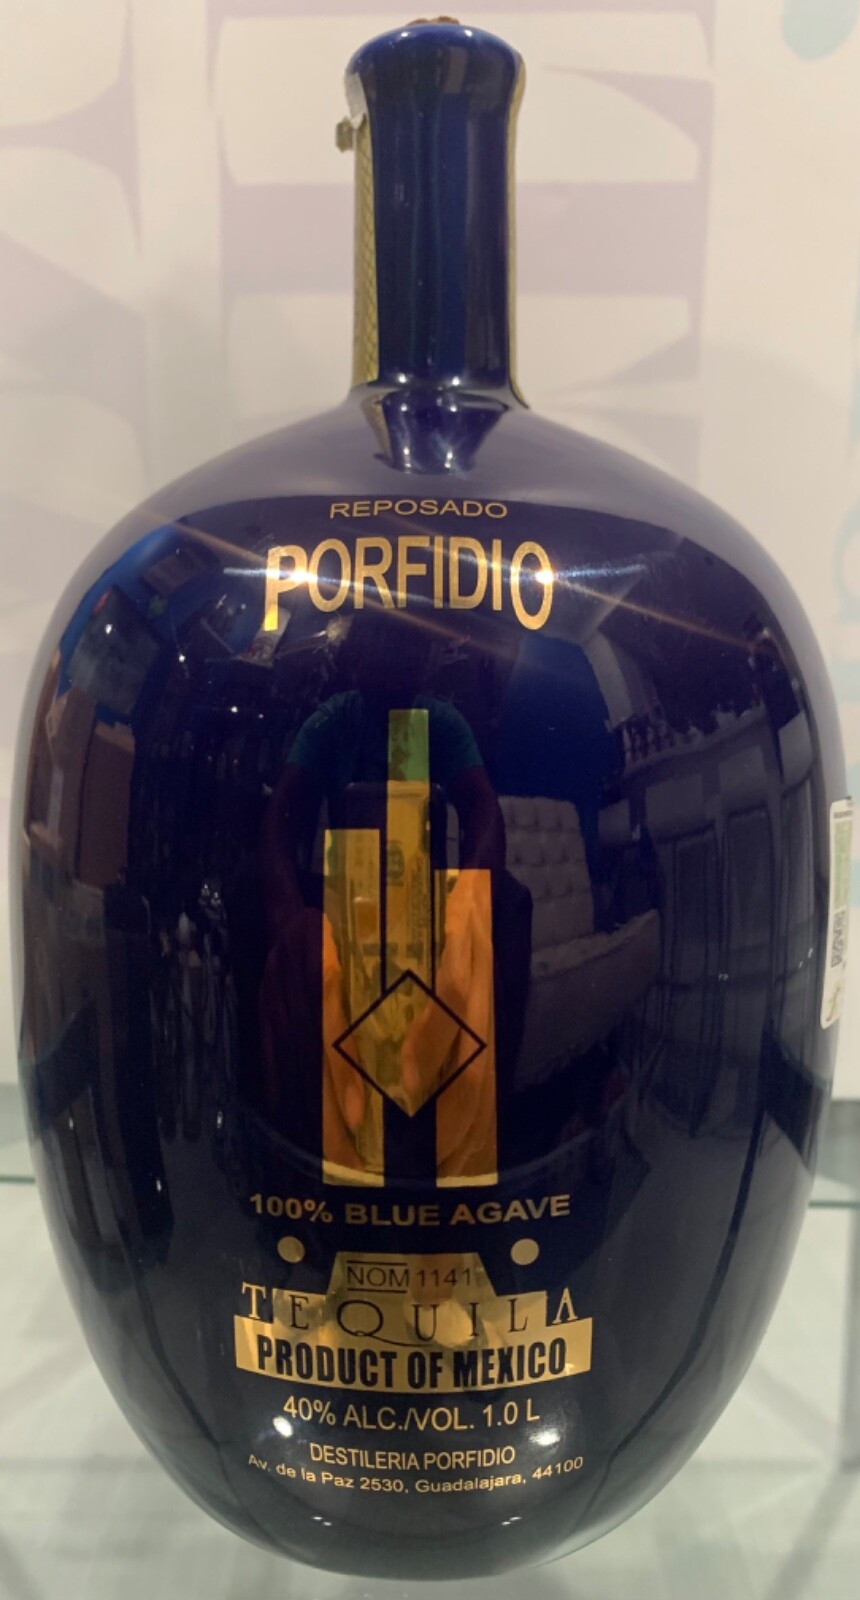 REPOSADO
PORFIDIO
100% BLUE AGAVE
NOM 1141
TEQUILA
PRODUCT OF MEXICO
40% ALC./VOL. 1.0 L
DESTILERIA PORFIDIO
Av. de la Paz 2530, Guadalajara, 44100